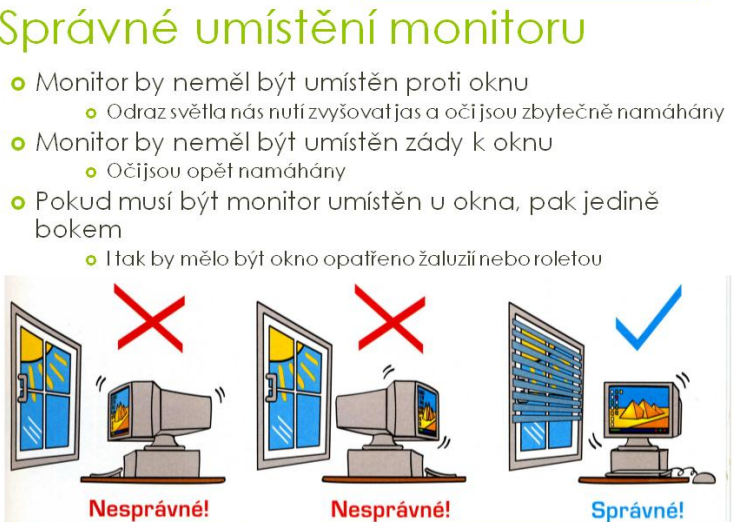 Správné umístění monitoru
Monitor by neměl být umístěn proti oknu
Odraz světla nás nutí zvyšovat jas a oči jsou zbytečně namáhány
Monitor by neměl být umístěn zády k oknu
Oči jsou opět namáhány
Pokud musí být monitor umístěn u okna, pak jedině
bokem
I tak by mělo být okno opatřeno žaluzií nebo roletou
Nesprávné!
Nesprávné!
Správné!